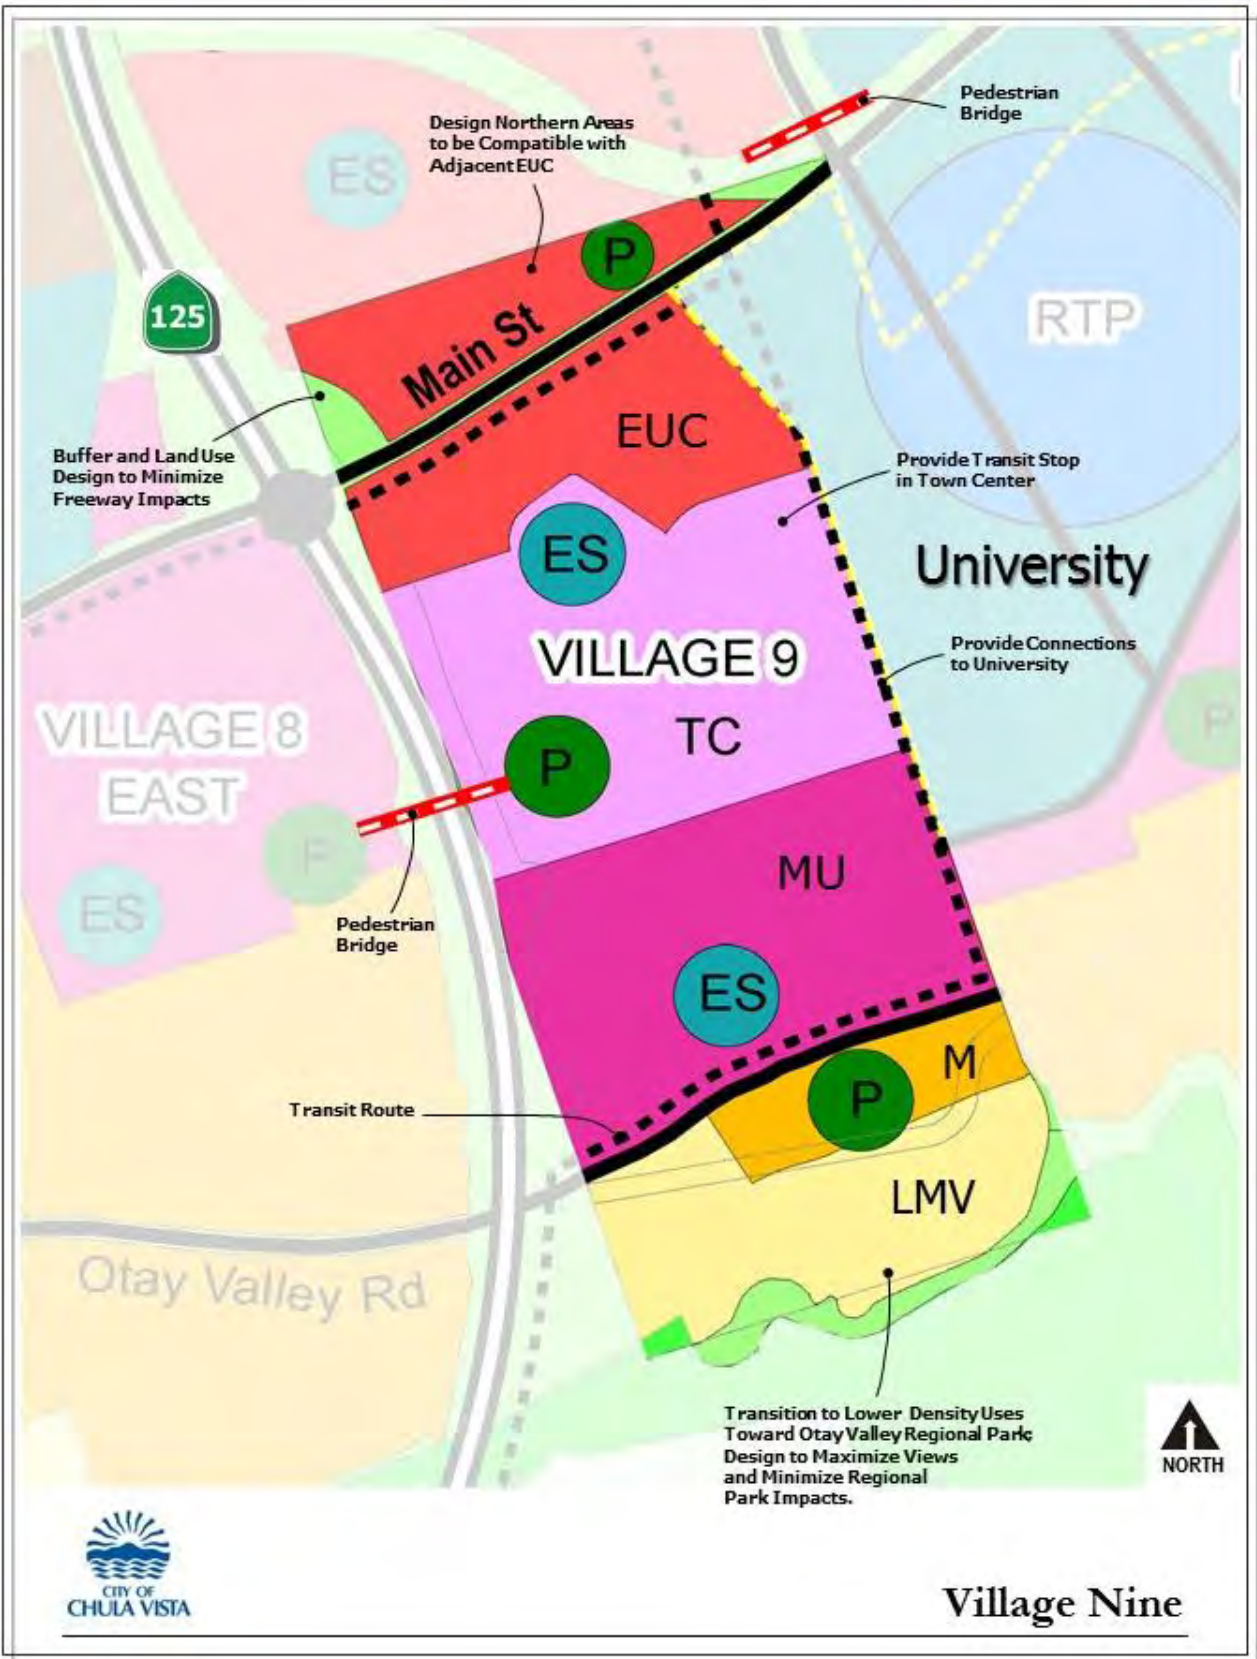 Pedestrian
Bridge
Design Northern Areas
to be Compatible with
Adjacent EUC
ES
P
125
RTP
Main St
EUC
Buffer and Land Use
Design to Minimize
Freeway Impacts
Provide Transit Stop
in Town Center
ES
University
VILLAGE 9
Provide Connections
to University
TC
VILLAGE 8
EAST
P
P
P
MU
ES
Pedestrian
Bridge
ES
M
P
Transit Route
LMV
Otay Valley Rd
Transition to Lower Density Uses
Toward Otay Valley Regional Park;
Design to Maximize Views
and Minimize Regional
Park Impacts.
NORTH
CITY OF
CHULA VISTA
Village Nine